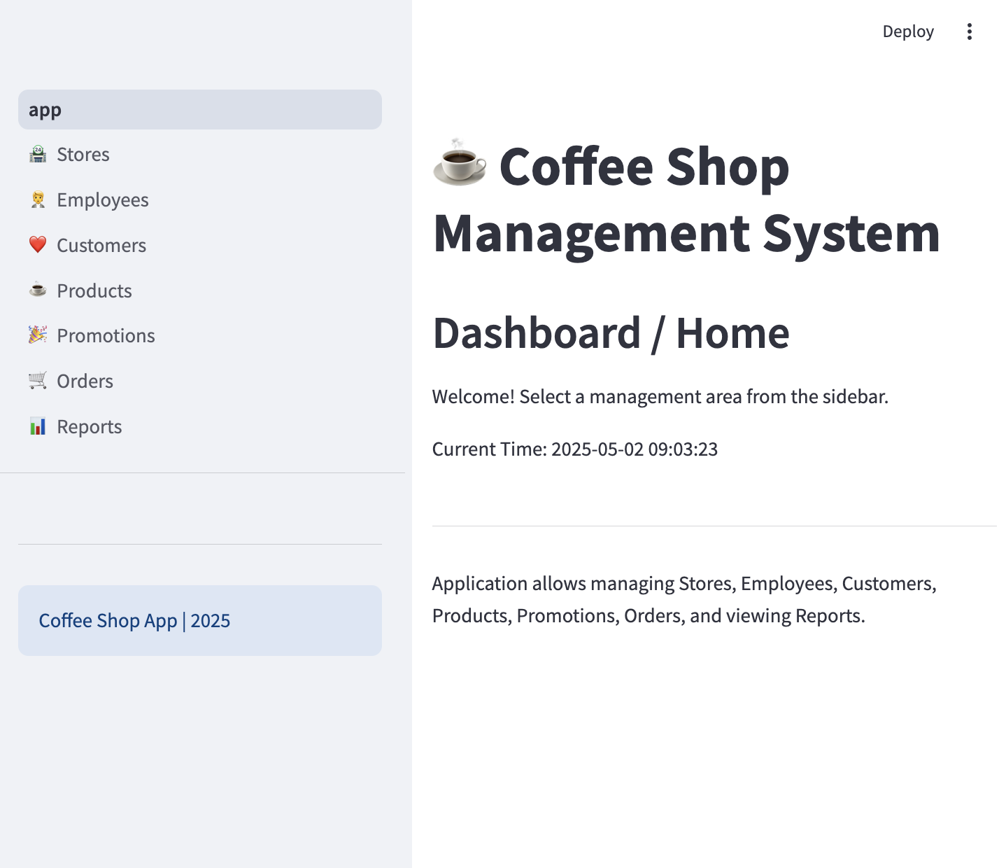 Deploy
app
Stores
Employees
Customers
Products
Promotions
Orders
Reports
Coffee Shop App | 2025
Coffee Shop
Management System
Dashboard / Home
Welcome! Select a management area from the sidebar.
Current Time: 2025-05-02 09:03:23
Application allows managing Stores, Employees, Customers,
Products, Promotions, Orders, and viewing Reports.